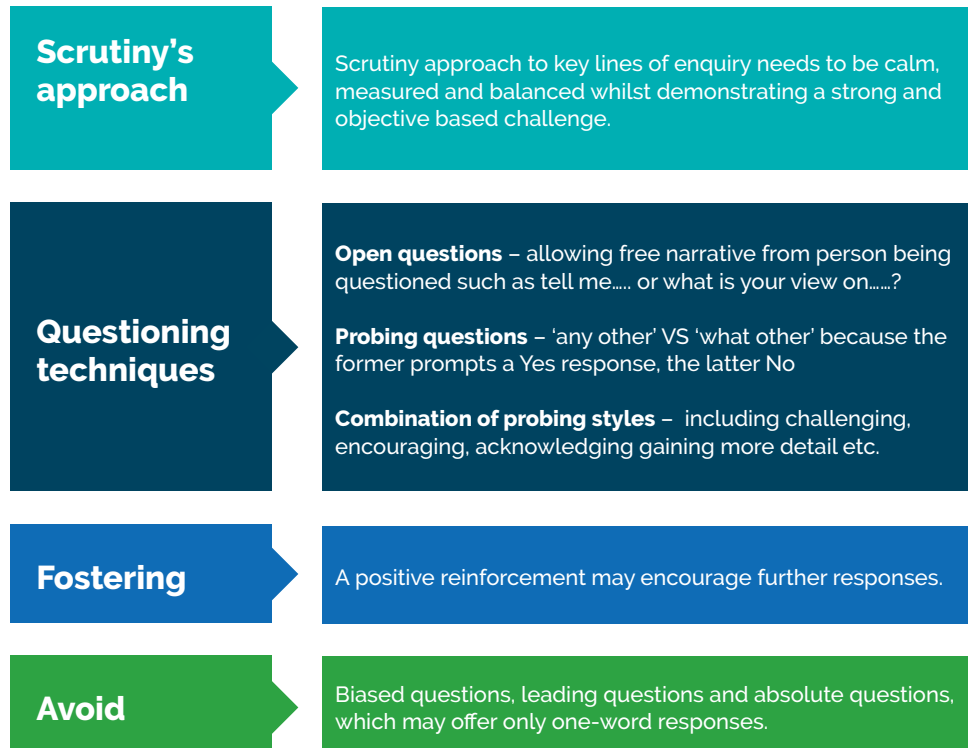 Scrutiny's
approach
Scrutiny approach to key lines of enquiry needs to be calm,
measured and balanced whilst demonstrating a strong and
objective based challenge.
Questioning
techniques
Open questions – allowing free narrative from person being
questioned such as tell me..... or what is your view on......?
Probing questions – ‘any other’ VS ‘what other’ because the
former prompts a Yes response, the latter No
Combination of probing styles –  including challenging,
encouraging, acknowledging gaining more detail etc.
Fostering
A positive reinforcement may encourage further responses.
Avoid
Biased questions, leading questions and absolute questions,
which may offer only one-word responses.